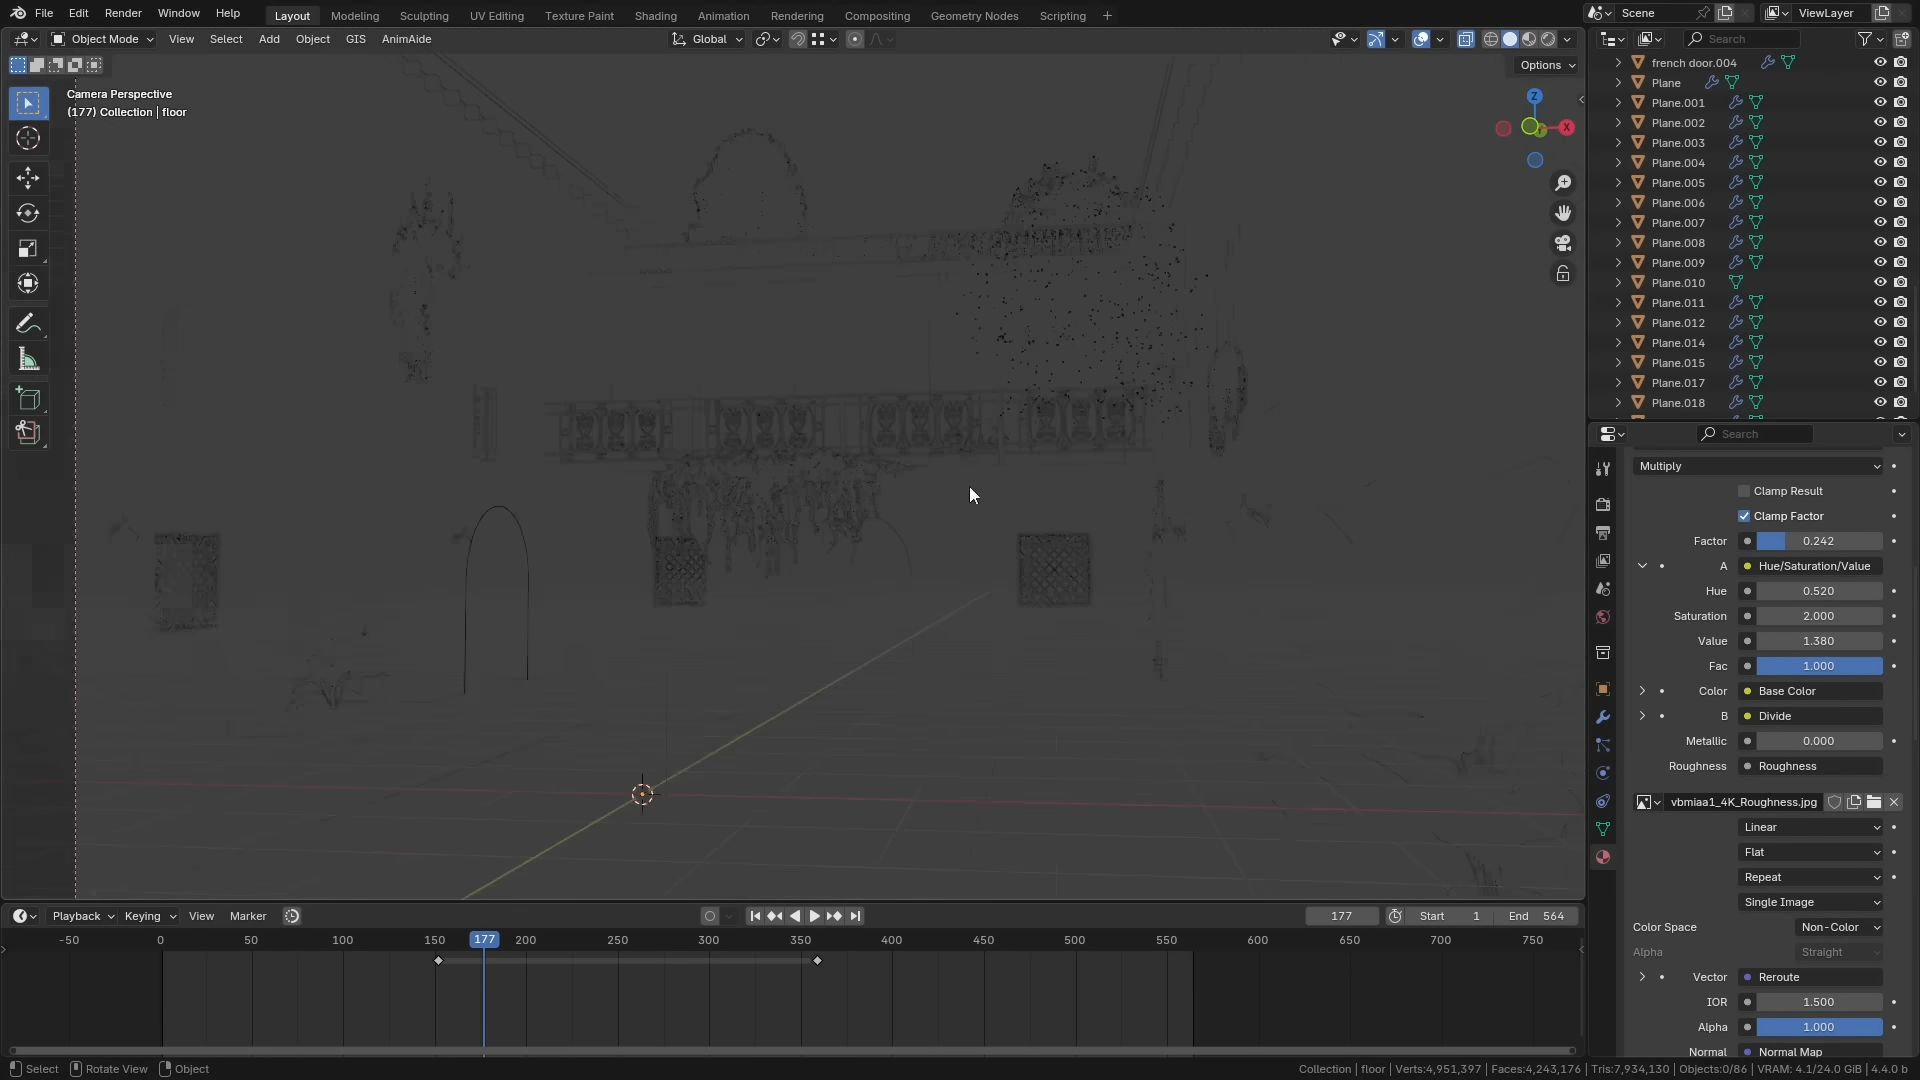 File Edit Render Window Help Layout Modeling Sculpting UV Editing Texture Paint Shading Animation Rendering Compositing Geometry Nodes Scripting + Scene ViewLayer
Object Mode View Select Add Object GIS AnimAide Global Search
Options
Camera Perspective
(177) Collection | floor
Z
X
french door.004
Plane
Plane.001
Plane.002
Plane.003
Plane.004
Plane.005
Plane.006
Plane.007
Plane.008
Plane.009
Plane.010
Plane.011
Plane.012
Plane.014
Plane.015
Plane.017
Plane.018
Search
Multiply
Clamp Result
Clamp Factor
Factor 0.242
A Hue/Saturation/Value
Hue 0.520
Saturation 2.000
Value 1.380
Fac 1.000
Color Base Color
B Divide
Metallic 0.000
Roughness Roughness
vbmiaa1_4K_Roughness.jpg
Linear
Flat
Repeat
Single Image
Color Space Non-Color
Alpha Straight
Vector Reroute
IOR 1.500
Alpha 1.000
Normal Normal Map
Playback Keying View Marker 177 Start 1 End 564
-50 0 50 100 150 177 200 250 300 350 400 450 500 550 600 650 700 750
Select Rotate View Object Collection | floor | Verts:4,951,397 | Faces:4,243,176 | Tris:7,934,130 | Objects:0/86 | VRAM: 4.1/24.0 GiB | 4.4.0 b